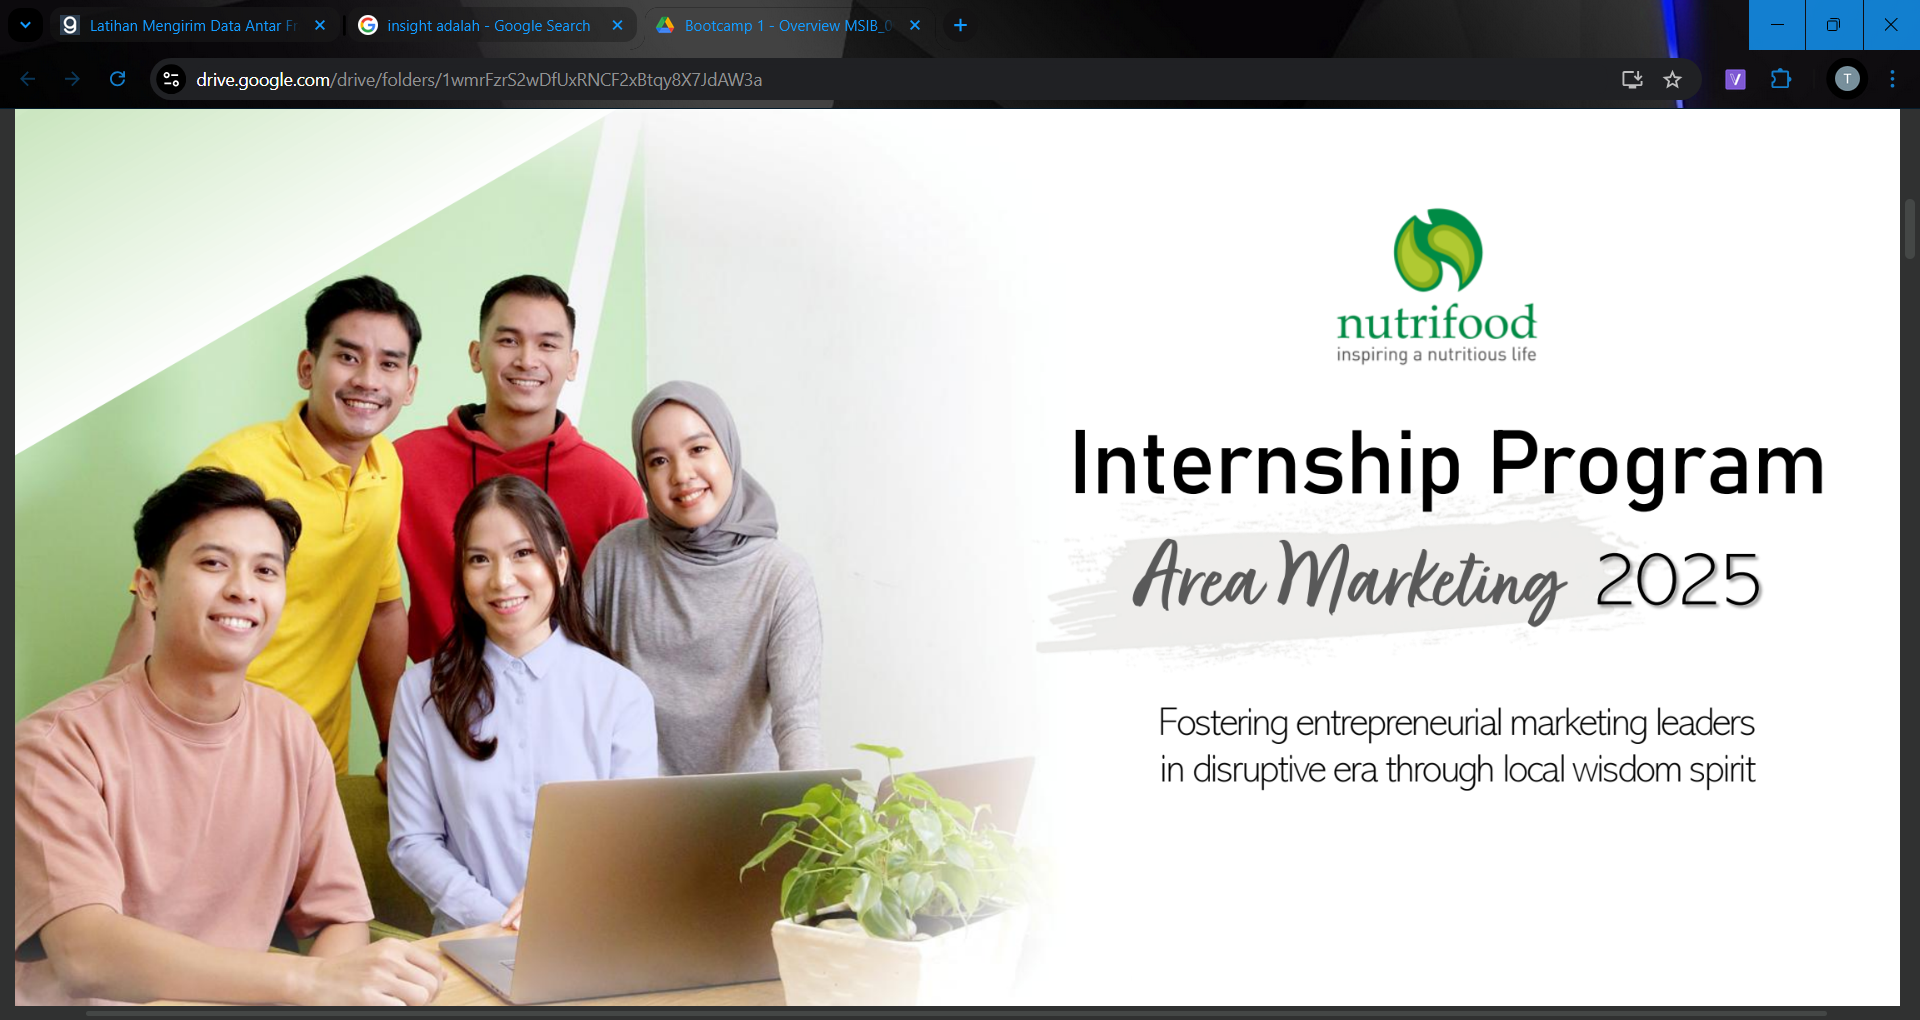 Latihan Mengirim Data Antar Fr
insight adalah - Google Search
Bootcamp 1 - Overview MSIB_0
drive.google.com/drive/folders/1wmrFzrS2wDfUxRNCF2xBtqy8X7JdAW3a
T
nutrifood
inspiring a nutritious life
Internship Program
Area Marketing 2025
Fostering entrepreneurial marketing leaders
in disruptive era through local wisdom spirit